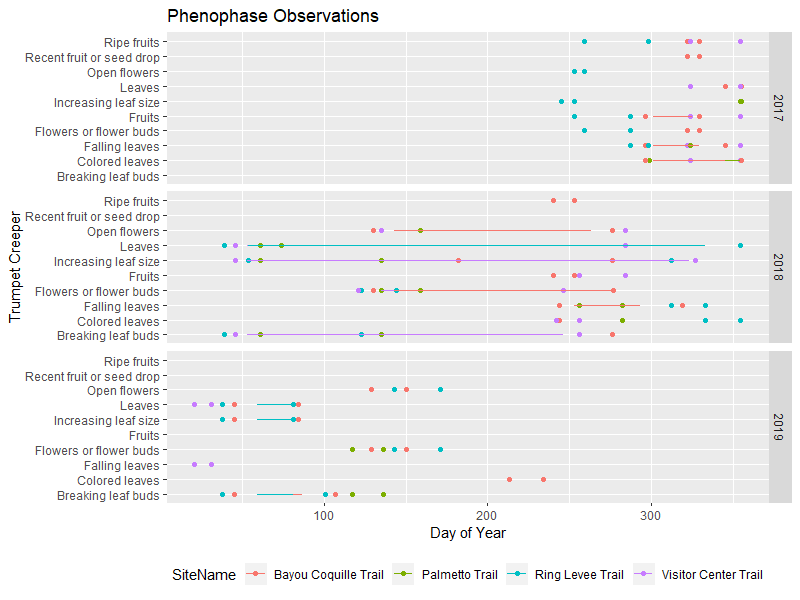 Phenophase Observations
Trumpet Creeper
Ripe fruits
Recent fruit or seed drop
Open flowers
Leaves
Increasing leaf size
Fruits
Flowers or flower buds
Falling leaves
Colored leaves
Breaking leaf buds
2017
Ripe fruits
Recent fruit or seed drop
Open flowers
Leaves
Increasing leaf size
Fruits
Flowers or flower buds
Falling leaves
Colored leaves
Breaking leaf buds
2018
Ripe fruits
Recent fruit or seed drop
Open flowers
Leaves
Increasing leaf size
Fruits
Flowers or flower buds
Falling leaves
Colored leaves
Breaking leaf buds
2019
100 200 300
Day of Year
SiteName Bayou Coquille Trail Palmetto Trail Ring Levee Trail Visitor Center Trail